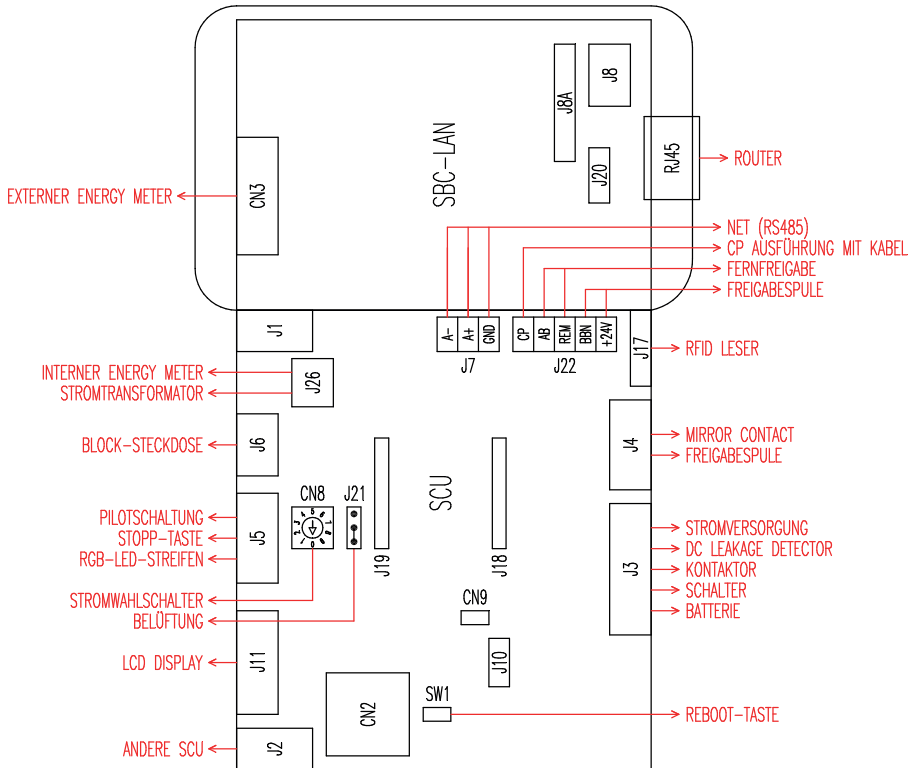 J8
J8A
SBC-LAN
RJ45
ROUTER
J20
CN3
EXTERNER ENERGY METER
NET (RS485)
CP AUSFÜHRUNG MIT KABEL
FERNFREIGABE
FREIGABESPULE
J1
A-
A+
GND
CP
AB
REM
BBN
+24V
J17
RFID LESER
J7
J22
INTERNER ENERGY METER
STROMTRANSFORMATOR
J26
BLOCK-STECKDOSE
J6
J4
MIRROR CONTACT
FREIGABESPULE
SCU
CN8
J21
PILOTSCHALTUNG
STOPP-TASTE
RGB-LED-STREIFEN
J5
J19
J18
J3
STROMVERSORGUNG
DC LEAKAGE DETECTOR
KONTAKTOR
SCHALTER
BATTERIE
STROMWAHLSCHALTER
BELÜFTUNG
CN9
LCD DISPLAY
J11
J10
CN2
SW1
REBOOT-TASTE
ANDERE SCU
J2